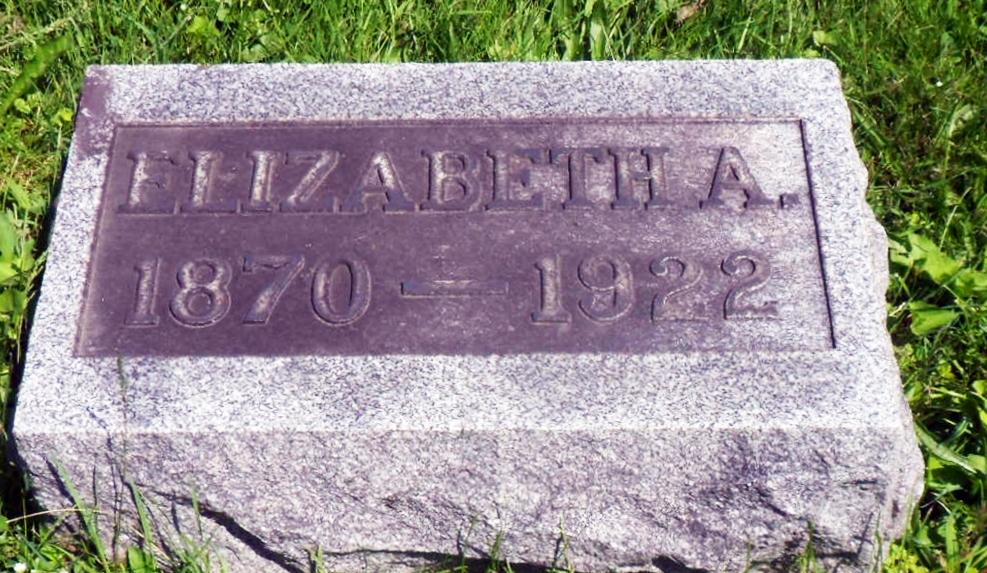 ELIZABETH A.
1870 — 1922